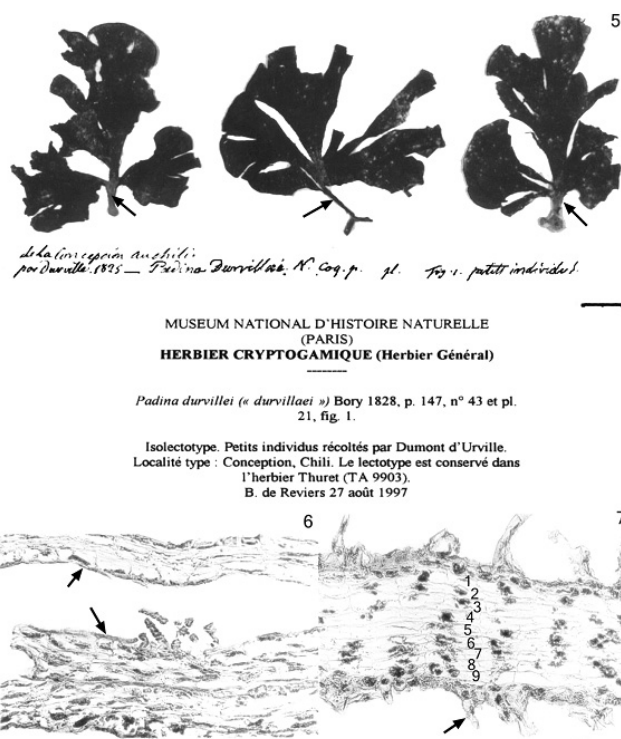 5
de la Concepción au chili.
par Durville. 1825 — Padina Durvillaei. N. Coq. p. pl. Fig. 1. petits individus.
MUSEUM NATIONAL D'HISTOIRE NATURELLE
(PARIS)
HERBIER CRYPTOGAMIQUE (Herbier Général)
--------
Padina durvillei (« durvillaei ») Bory 1828, p. 147, n° 43 et pl.
21, fig. 1.
Isolectotype. Petits individus récoltés par Dumont d'Urville.
Localité type : Conception, Chili. Le lectotype est conservé dans
l'herbier Thuret (TA 9903).
B. de Reviers 27 août 1997
6
7
1
2
3
4
5
6
7
8
9